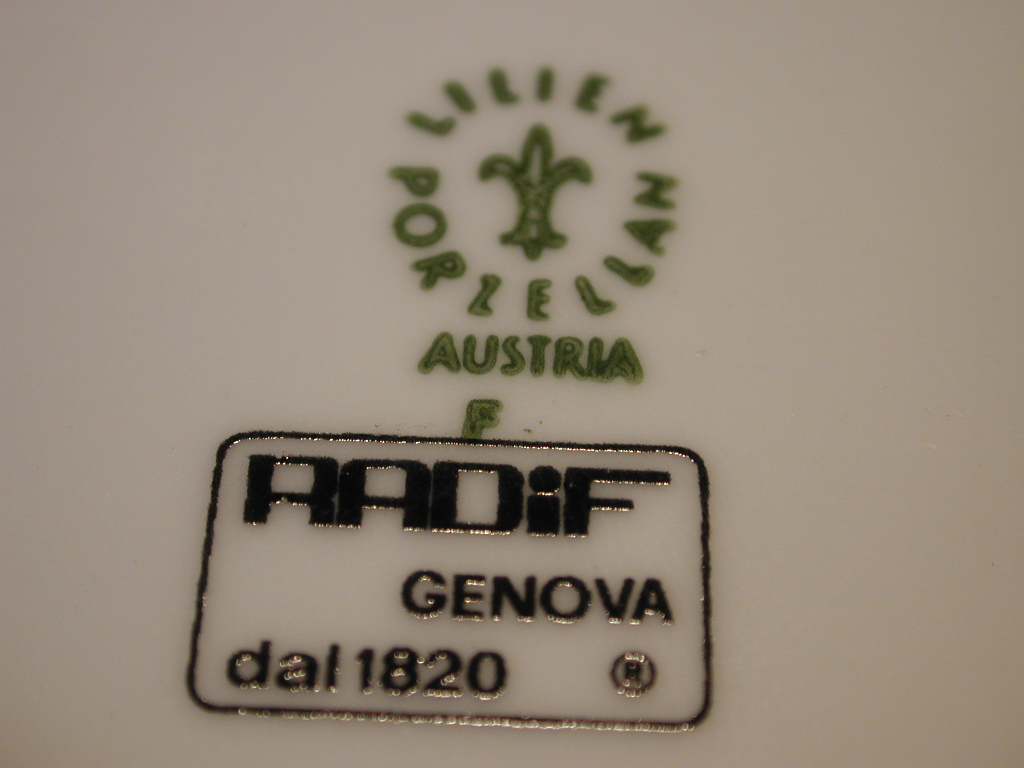 LILIEN
PORZELLAN
AUSTRIA
F
RADiF
GENOVA
dal 1820 ®